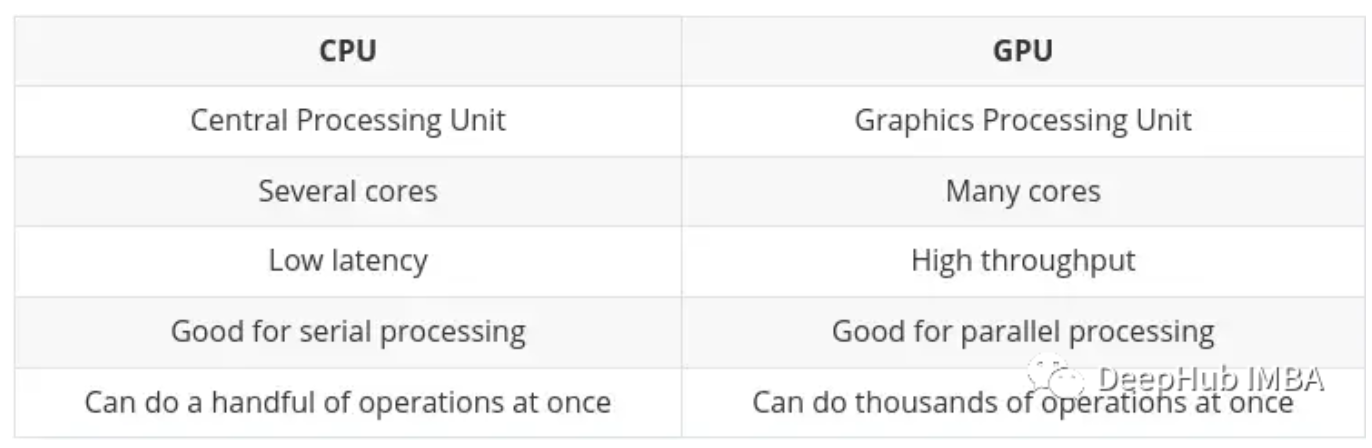 CPU GPU
Central Processing Unit Graphics Processing Unit
Several cores Many cores
Low latency High throughput
Good for serial processing Good for parallel processing
DeepHub IMBA
Can do a handful of operations at once Can do thousands of operations at once